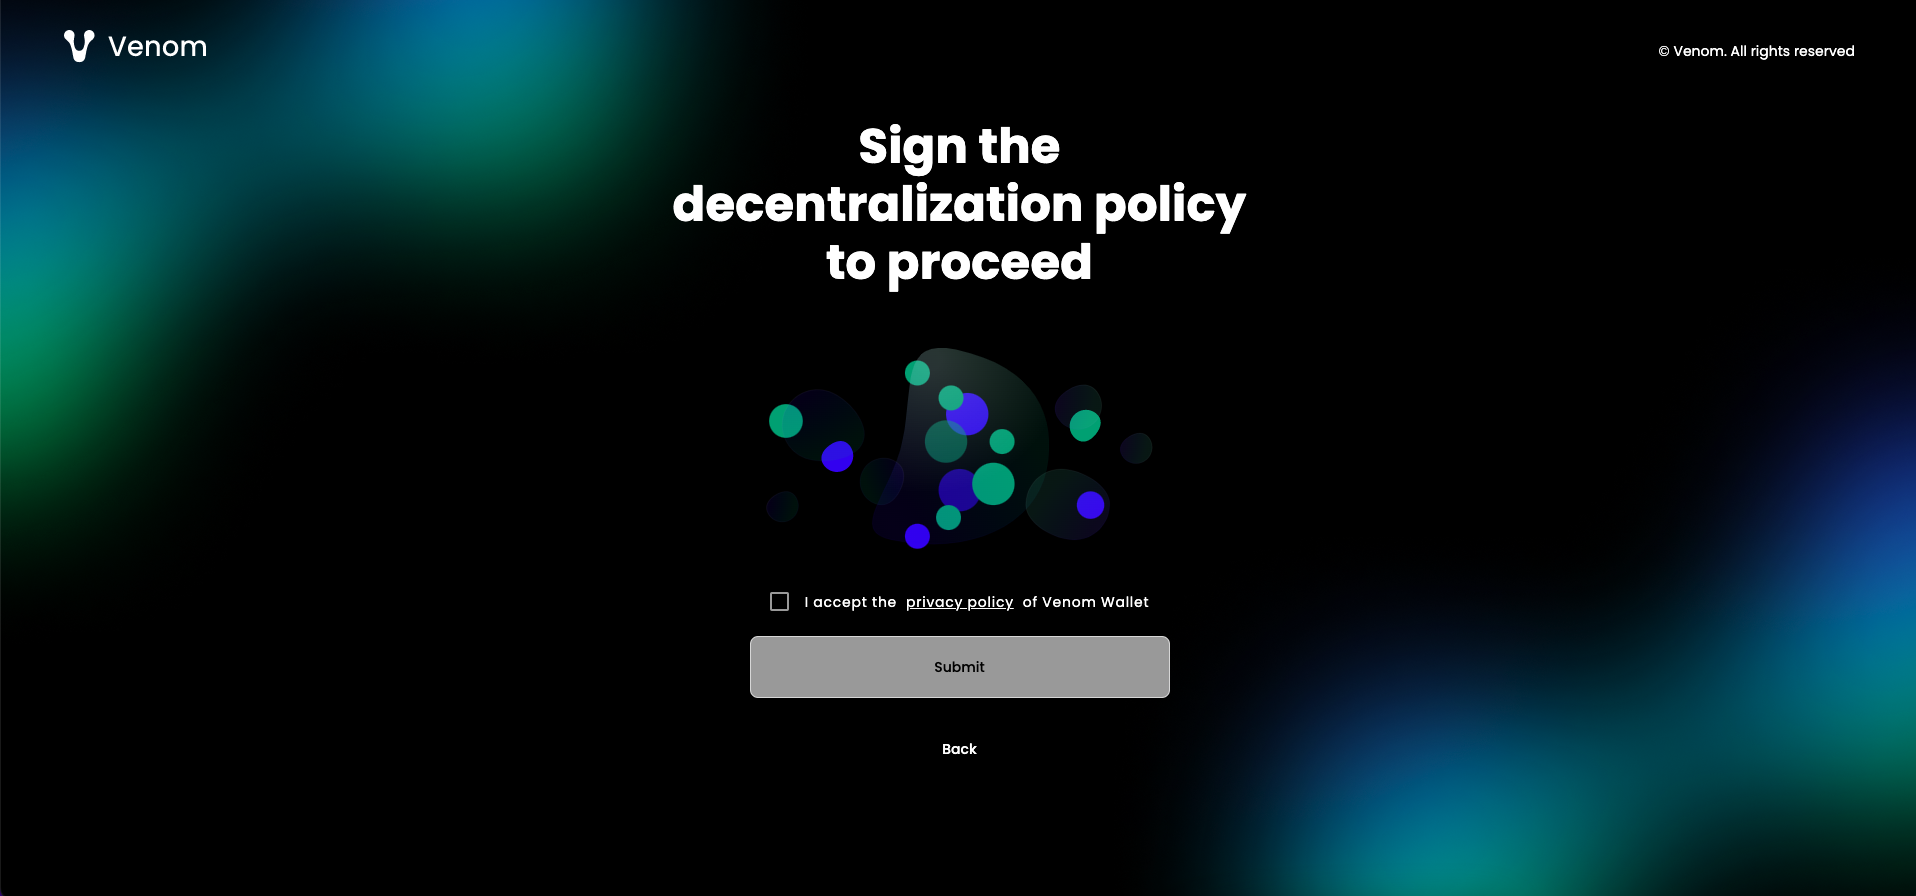 Venom
© Venom. All rights reserved
Sign the
decentralization policy
to proceed
I accept the privacy policy of Venom Wallet
Submit
Back